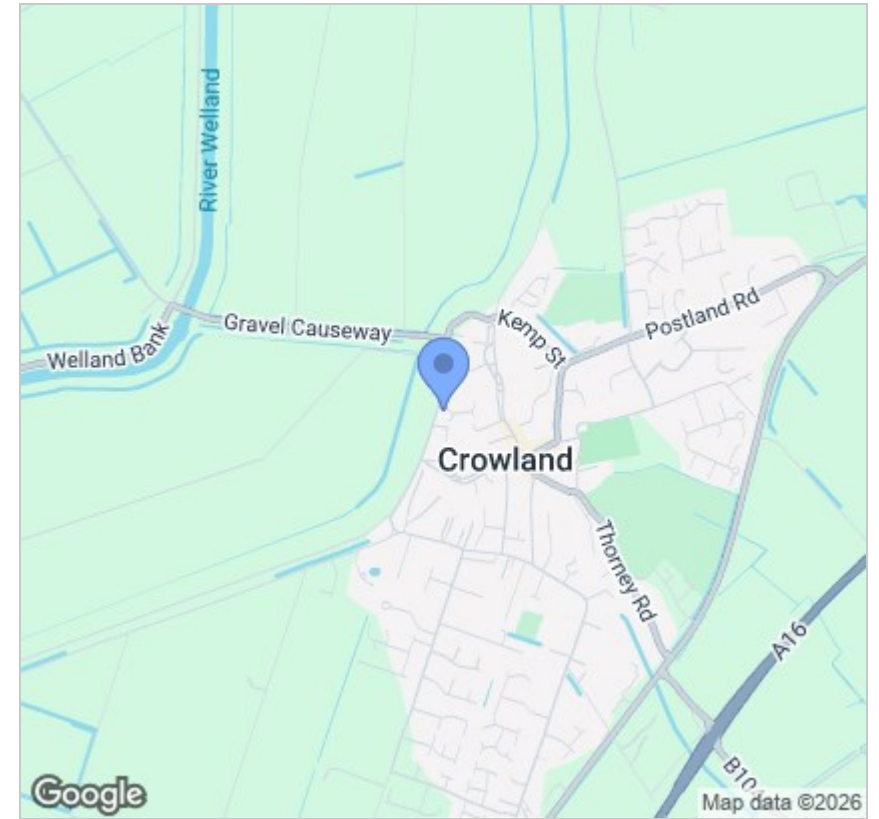 River Welland
Gravel Causeway
Kemp St
Postland Rd
Welland Bank
Crowland
Thorney Rd
A16
Google
Map data ©2026